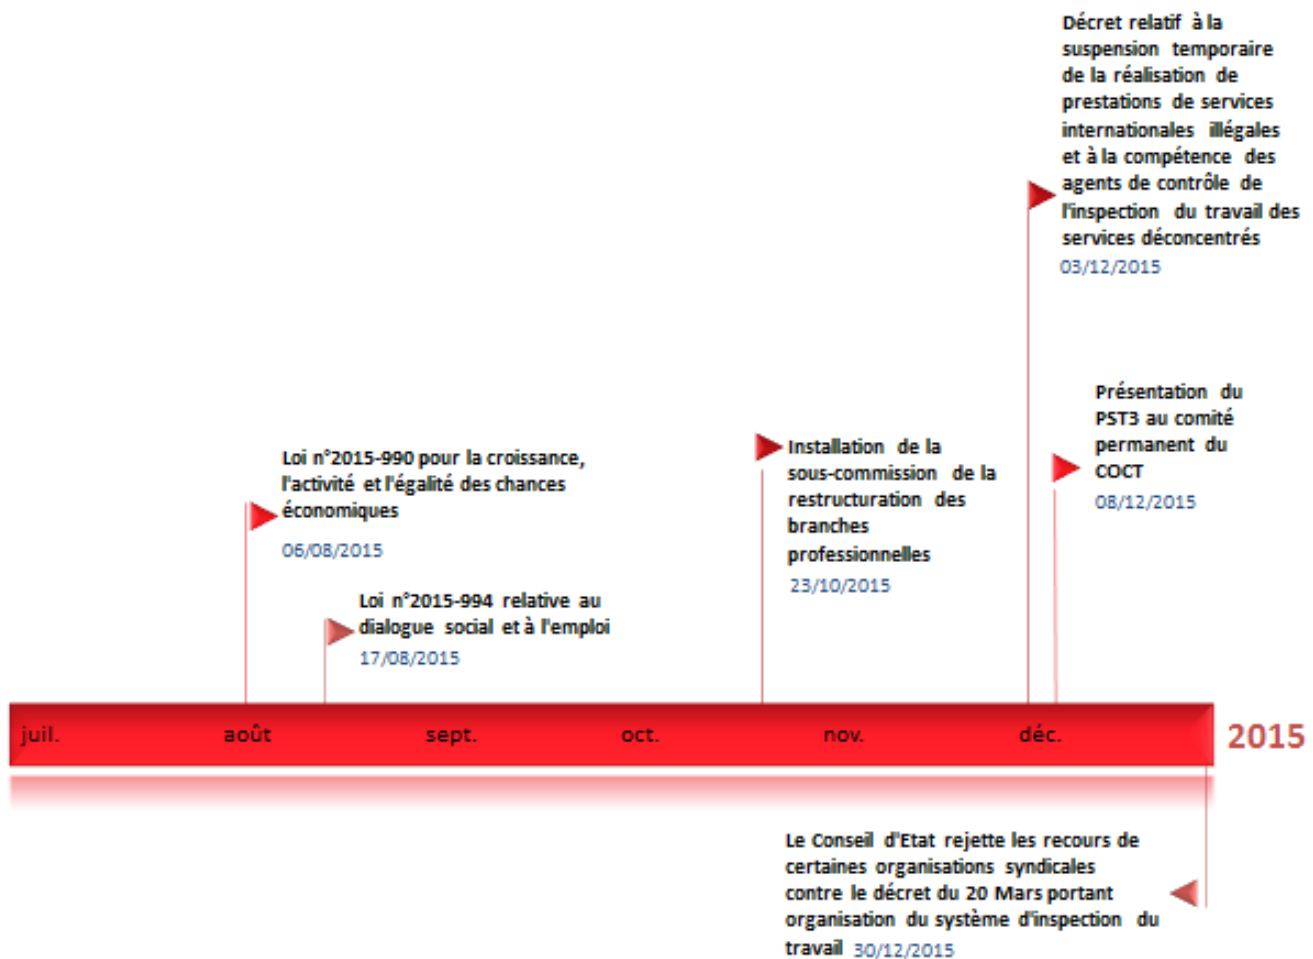 Décret relatif à la
suspension temporaire
de la réalisation de
prestations de services
internationales illégales
et à la compétence des
agents de contrôle de
l'inspection du travail des
services déconcentrés
03/12/2015
Présentation du
PST3 au comité
permanent du
COCT
08/12/2015
Installation de la
sous-commission de la
restructuration des
branches
professionnelles
23/10/2015
Loi n°2015-990 pour la croissance,
l'activité et l'égalité des chances
économiques
06/08/2015
Loi n°2015-994 relative au
dialogue social et à l'emploi
17/08/2015
juil. août sept. oct. nov. déc. 2015
Le Conseil d'Etat rejette les recours de
certaines organisations syndicales
contre le décret du 20 Mars portant
organisation du système d'inspection du
travail 30/12/2015